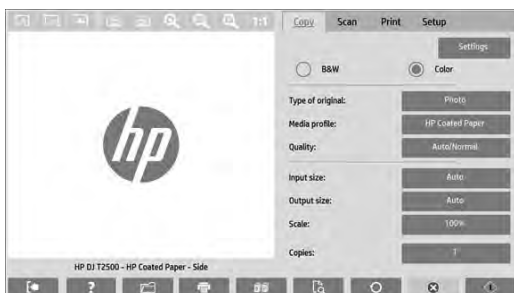 1:1
Copy Scan Print Setup
Settings
B&W Color
Type of original: Photo
Media profile: HP Coated Paper
Quality: Auto/Normal
Input size: Auto
Output size: Auto
Scale: 100%
Copies: 1
hp
HP DJ T2500 - HP Coated Paper - Side
?